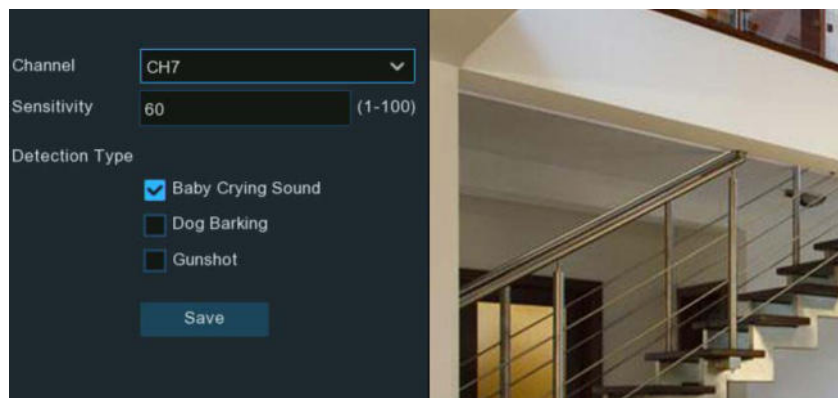 Channel CH7
Sensitivity 60 (1-100)
Detection Type
Baby Crying Sound
Dog Barking
Gunshot
Save